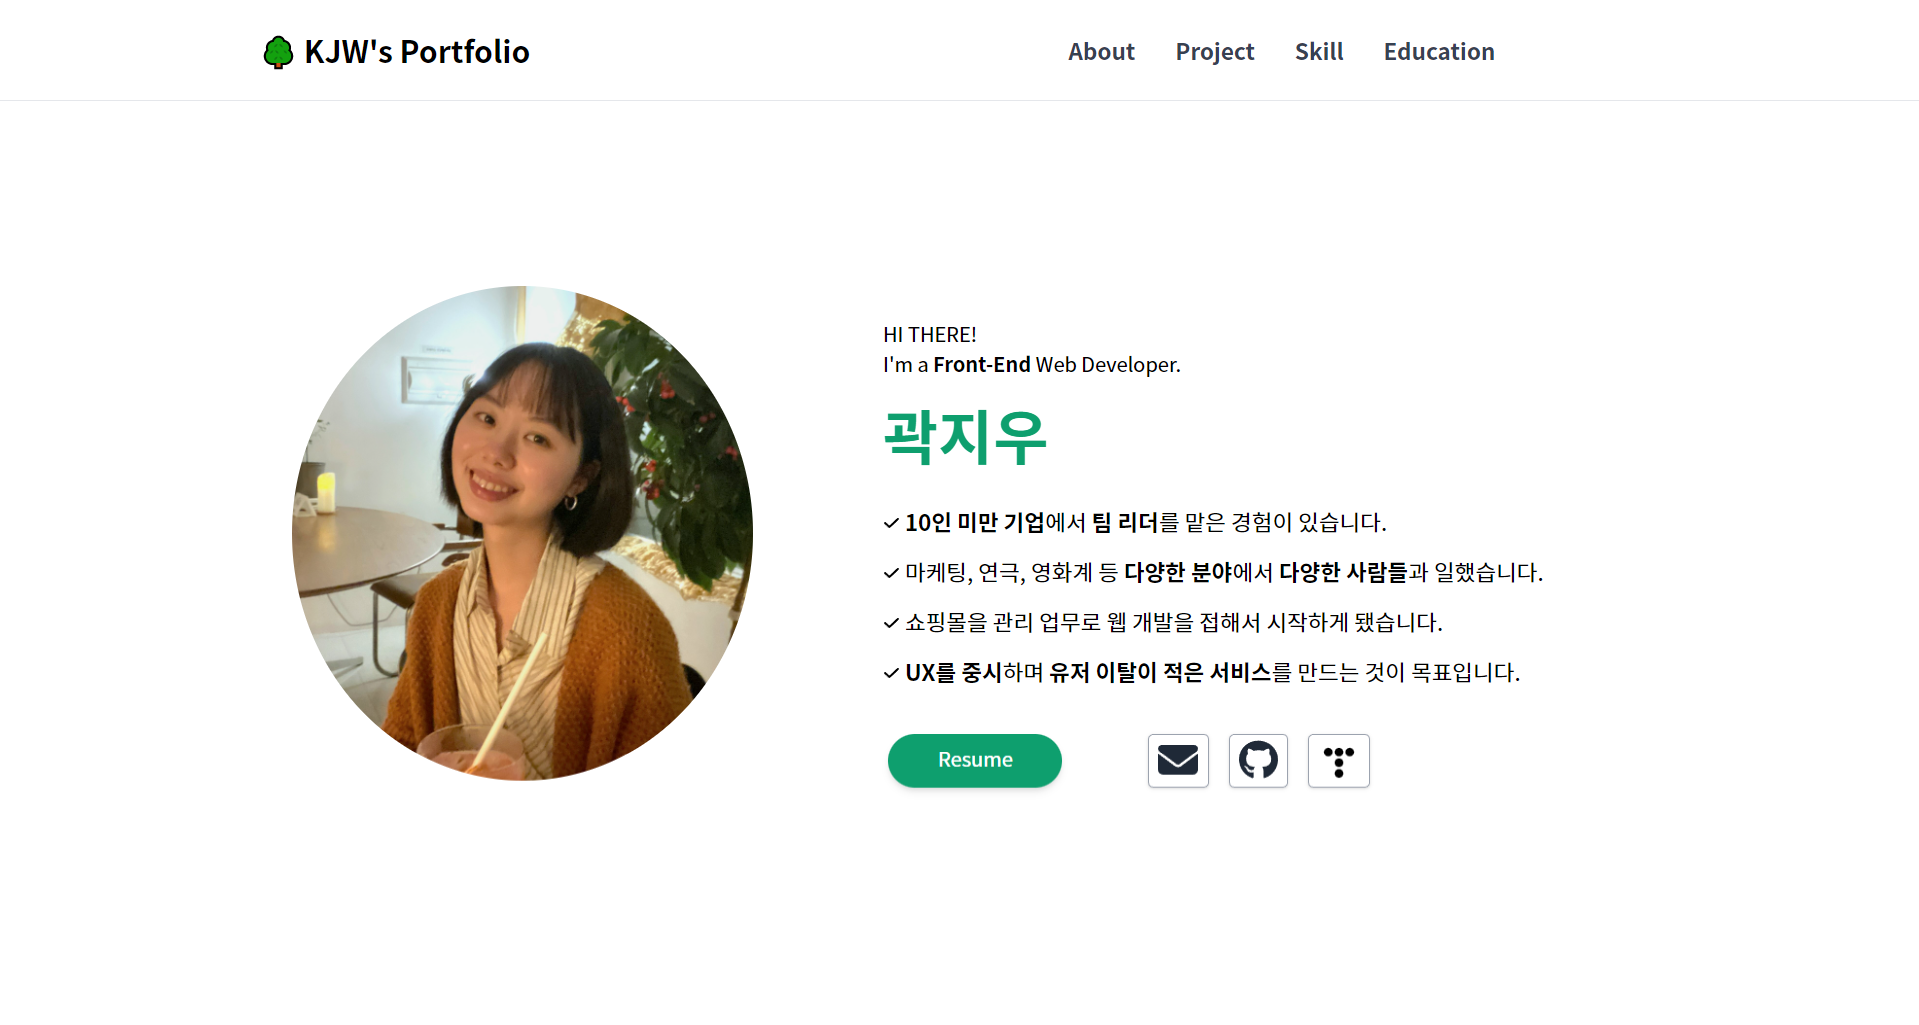 KJW's Portfolio
About Project Skill Education
HI THERE!
I'm a Front-End Web Developer.
곽지우
10인 미만 기업에서 팀 리더를 맡은 경험이 있습니다.
마케팅, 연극, 영화계 등 다양한 분야에서 다양한 사람들과 일했습니다.
쇼핑몰을 관리 업무로 웹 개발을 접해서 시작하게 됐습니다.
UX를 중시하며 유저 이탈이 적은 서비스를 만드는 것이 목표입니다.
Resume